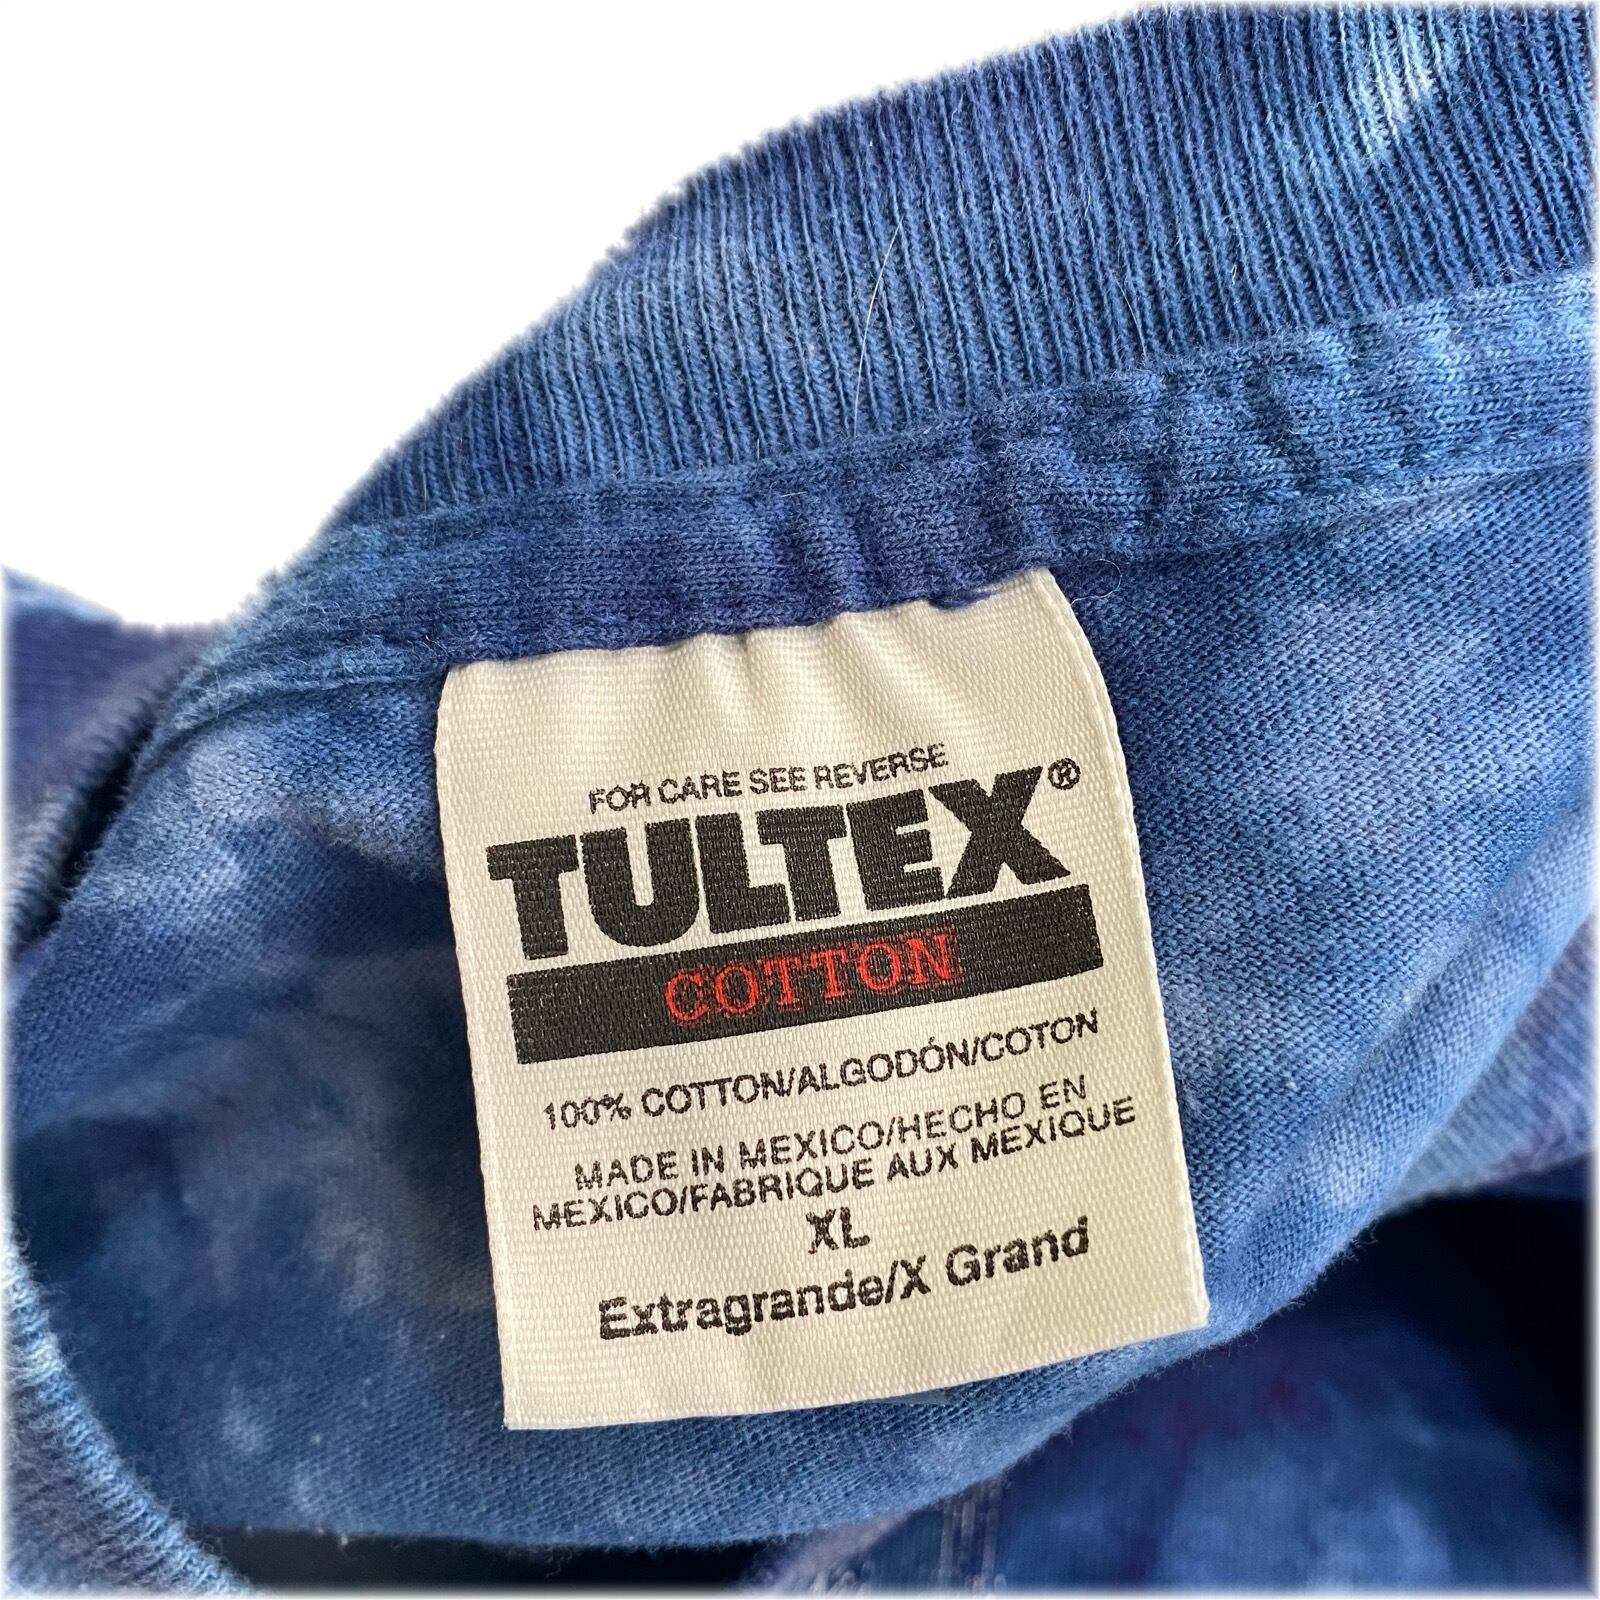 FOR CARE SEE REVERSE
TULTEX®
COTTON
100% COTTON/ALGODÓN/COTON
MADE IN MEXICO/HECHO EN
MEXICO/FABRIQUE AUX MEXIQUE
XL
Extragrande/X Grand